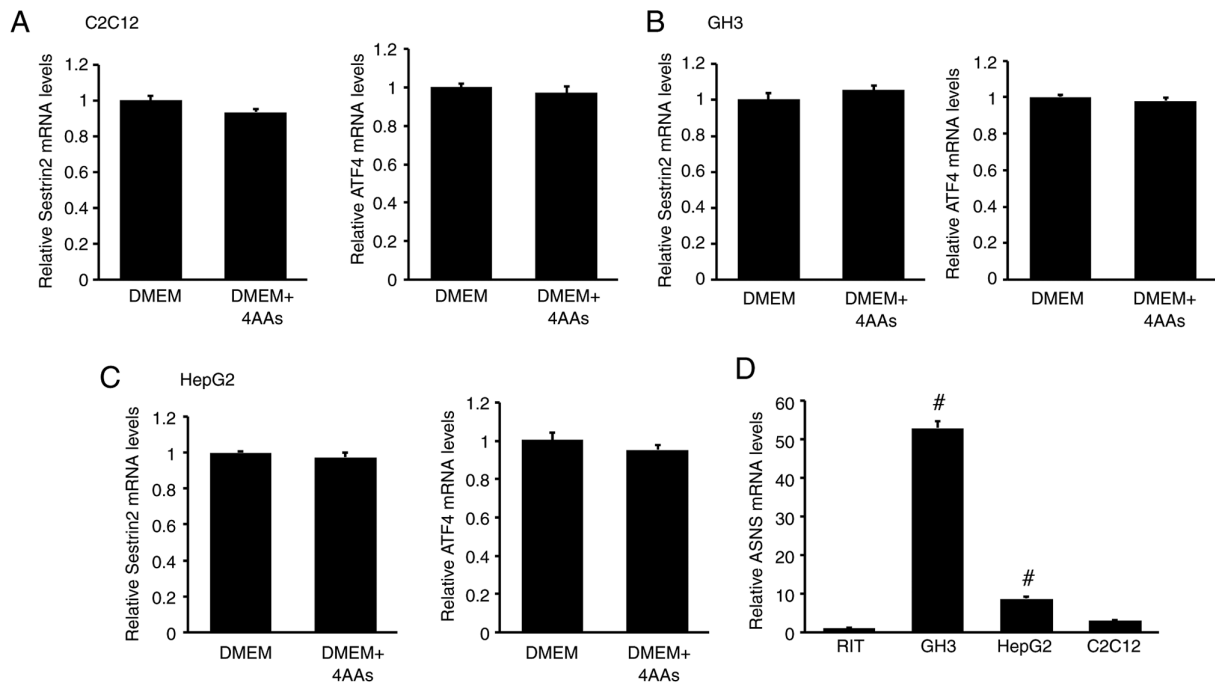 A
C2C12
Relative Sestrin2 mRNA levels
1.2
1
0.8
0.6
0.4
0.2
0
DMEM
DMEM+
4AAs
Relative ATF4 mRNA levels
1.2
1
0.8
0.6
0.4
0.2
0
DMEM
DMEM+
4AAs
B
GH3
Relative Sestrin2 mRNA levels
1.2
1
0.8
0.6
0.4
0.2
0
DMEM
DMEM+
4AAs
Relative ATF4 mRNA levels
1.2
1
0.8
0.6
0.4
0.2
0
DMEM
DMEM+
4AAs
C
HepG2
Relative Sestrin2 mRNA levels
1.2
1
0.8
0.6
0.4
0.2
0
DMEM
DMEM+
4AAs
Relative ATF4 mRNA levels
1.2
1
0.8
0.6
0.4
0.2
0
DMEM
DMEM+
4AAs
D
Relative ASNS mRNA levels
60
50
40
30
20
10
0
#
#
RIT
GH3
HepG2
C2C12